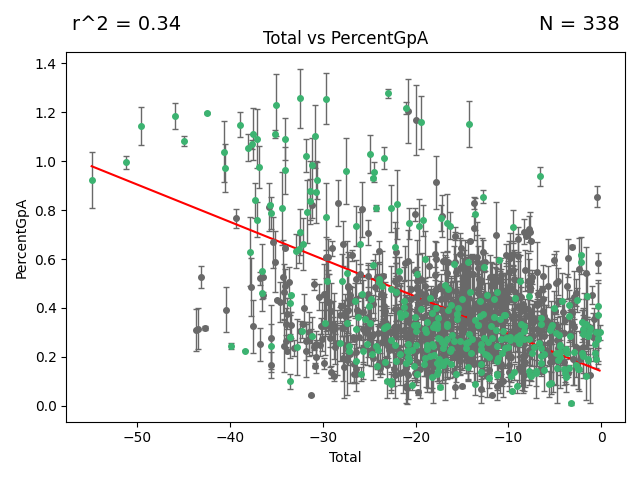 r^2 = 0.34
N = 338
Total vs PercentGpA
PercentGpA
1.4
1.2
1.0
0.8
0.6
0.4
0.2
0.0
−50
−40
−30
−20
−10
0
Total